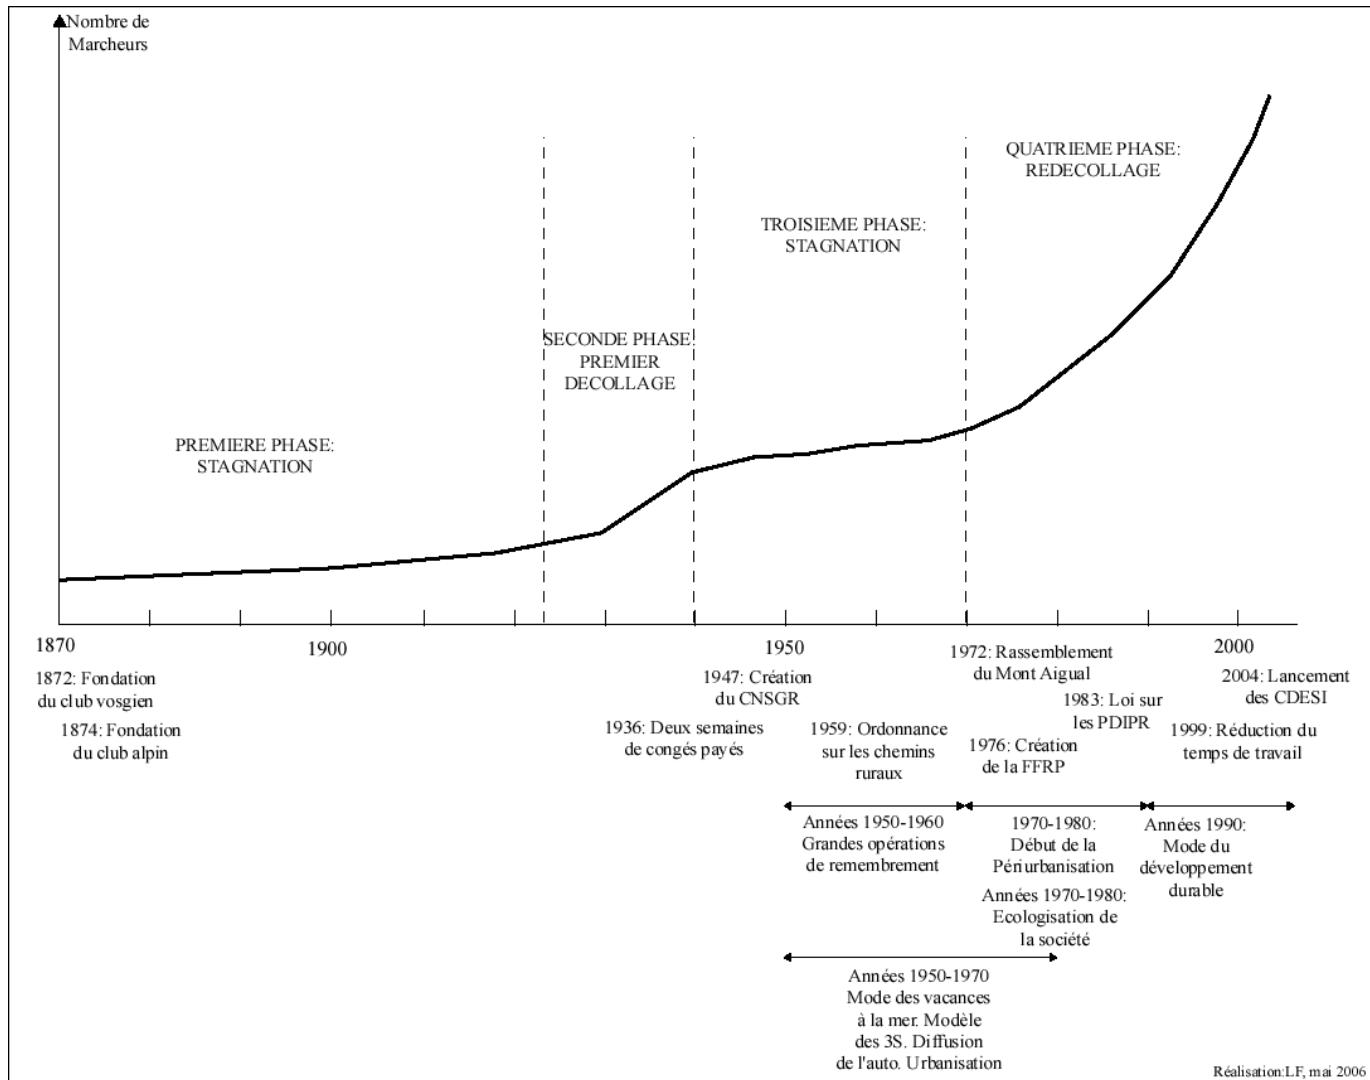 Nombre de
Marcheurs
QUATRIEME PHASE:
REDECOLLAGE
TROISIEME PHASE:
STAGNATION
SECONDE PHASE
PREMIER
DECOLLAGE
PREMIERE PHASE:
STAGNATION
1870
1900
1950
2000
1872: Fondation
du club vosgien
1874: Fondation
du club alpin
1936: Deux semaines
de congés payés
1947: Création
du CNSGR
1959: Ordonnance
sur les chemins
ruraux
1972: Rassemblement
du Mont Aigual
1976: Création
de la FFRP
1983: Loi sur
les PDIPR
2004: Lancement
des CDESI
1999: Réduction du
temps de travail
Années 1950-1960
Grandes opérations
de remembrement
1970-1980:
Début de la
Périurbanisation
Années 1970-1980:
Ecologisation de
la société
Années 1990:
Mode du
développement
durable
Années 1950-1970
Mode des vacances
à la mer. Modèle
des 3S. Diffusion
de l'auto. Urbanisation
Réalisation:LF, mai 2006